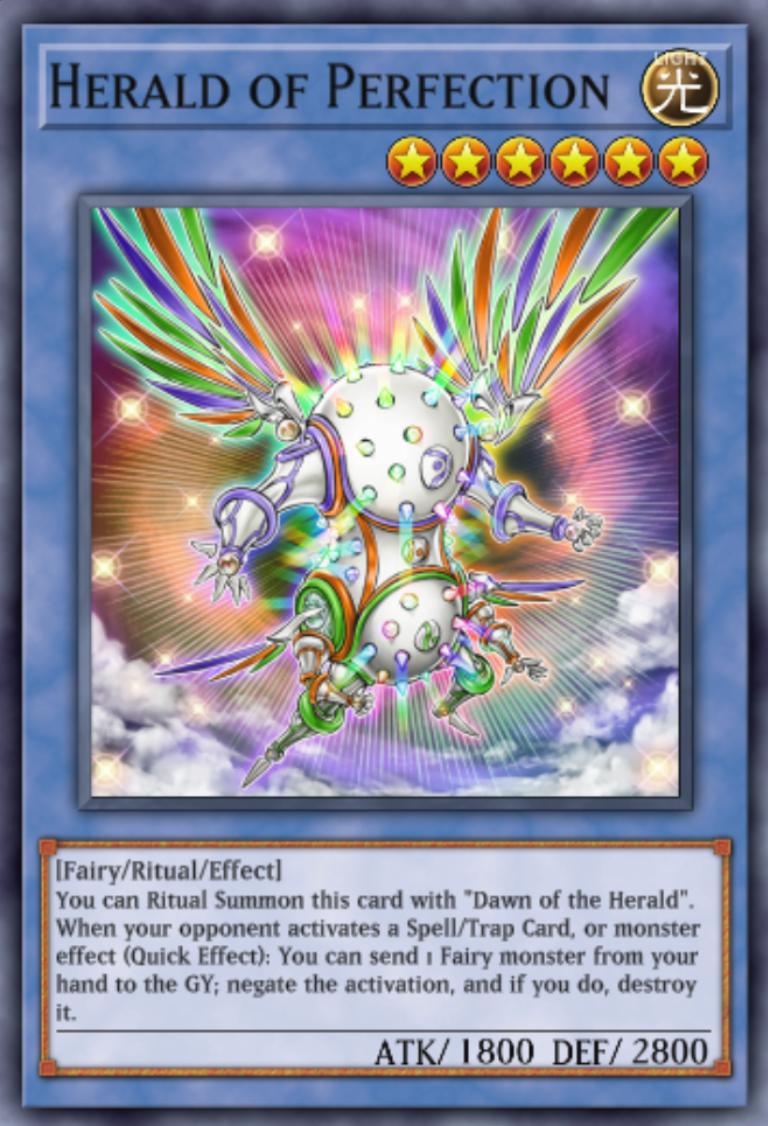 HERALD OF PERFECTION
LIGHT
光
[Fairy/Ritual/Effect]
You can Ritual Summon this card with "Dawn of the Herald".
When your opponent activates a Spell/Trap Card, or monster
effect (Quick Effect): You can send 1 Fairy monster from your
hand to the GY; negate the activation, and if you do, destroy
it.
ATK/ 1800 DEF/ 2800